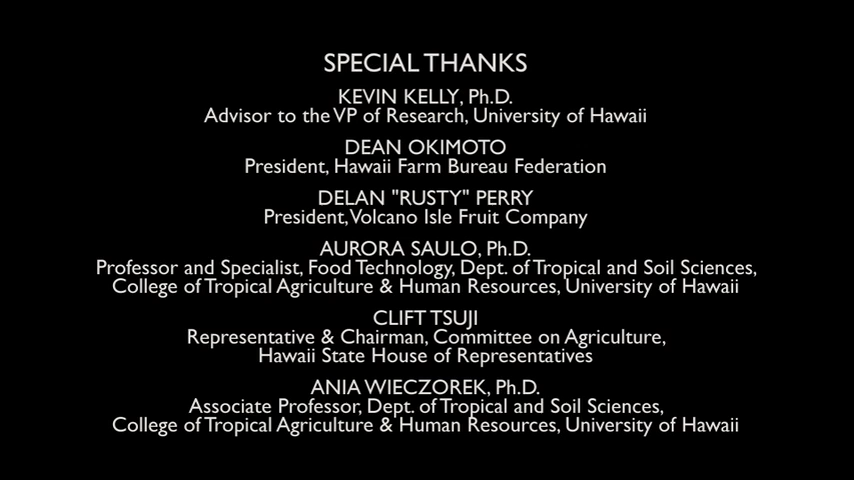 SPECIAL THANKS
KEVIN KELLY, Ph.D.
Advisor to the VP of Research, University of Hawaii
DEAN OKIMOTO
President, Hawaii Farm Bureau Federation
DELAN "RUSTY" PERRY
President, Volcano Isle Fruit Company
AURORA SAULO, Ph.D.
Professor and Specialist, Food Technology, Dept. of Tropical and Soil Sciences,
College of Tropical Agriculture & Human Resources, University of Hawaii
CLIFT TSUJI
Representative & Chairman, Committee on Agriculture,
Hawaii State House of Representatives
ANIA WIECZOREK, Ph.D.
Associate Professor, Dept. of Tropical and Soil Sciences,
College of Tropical Agriculture & Human Resources, University of Hawaii